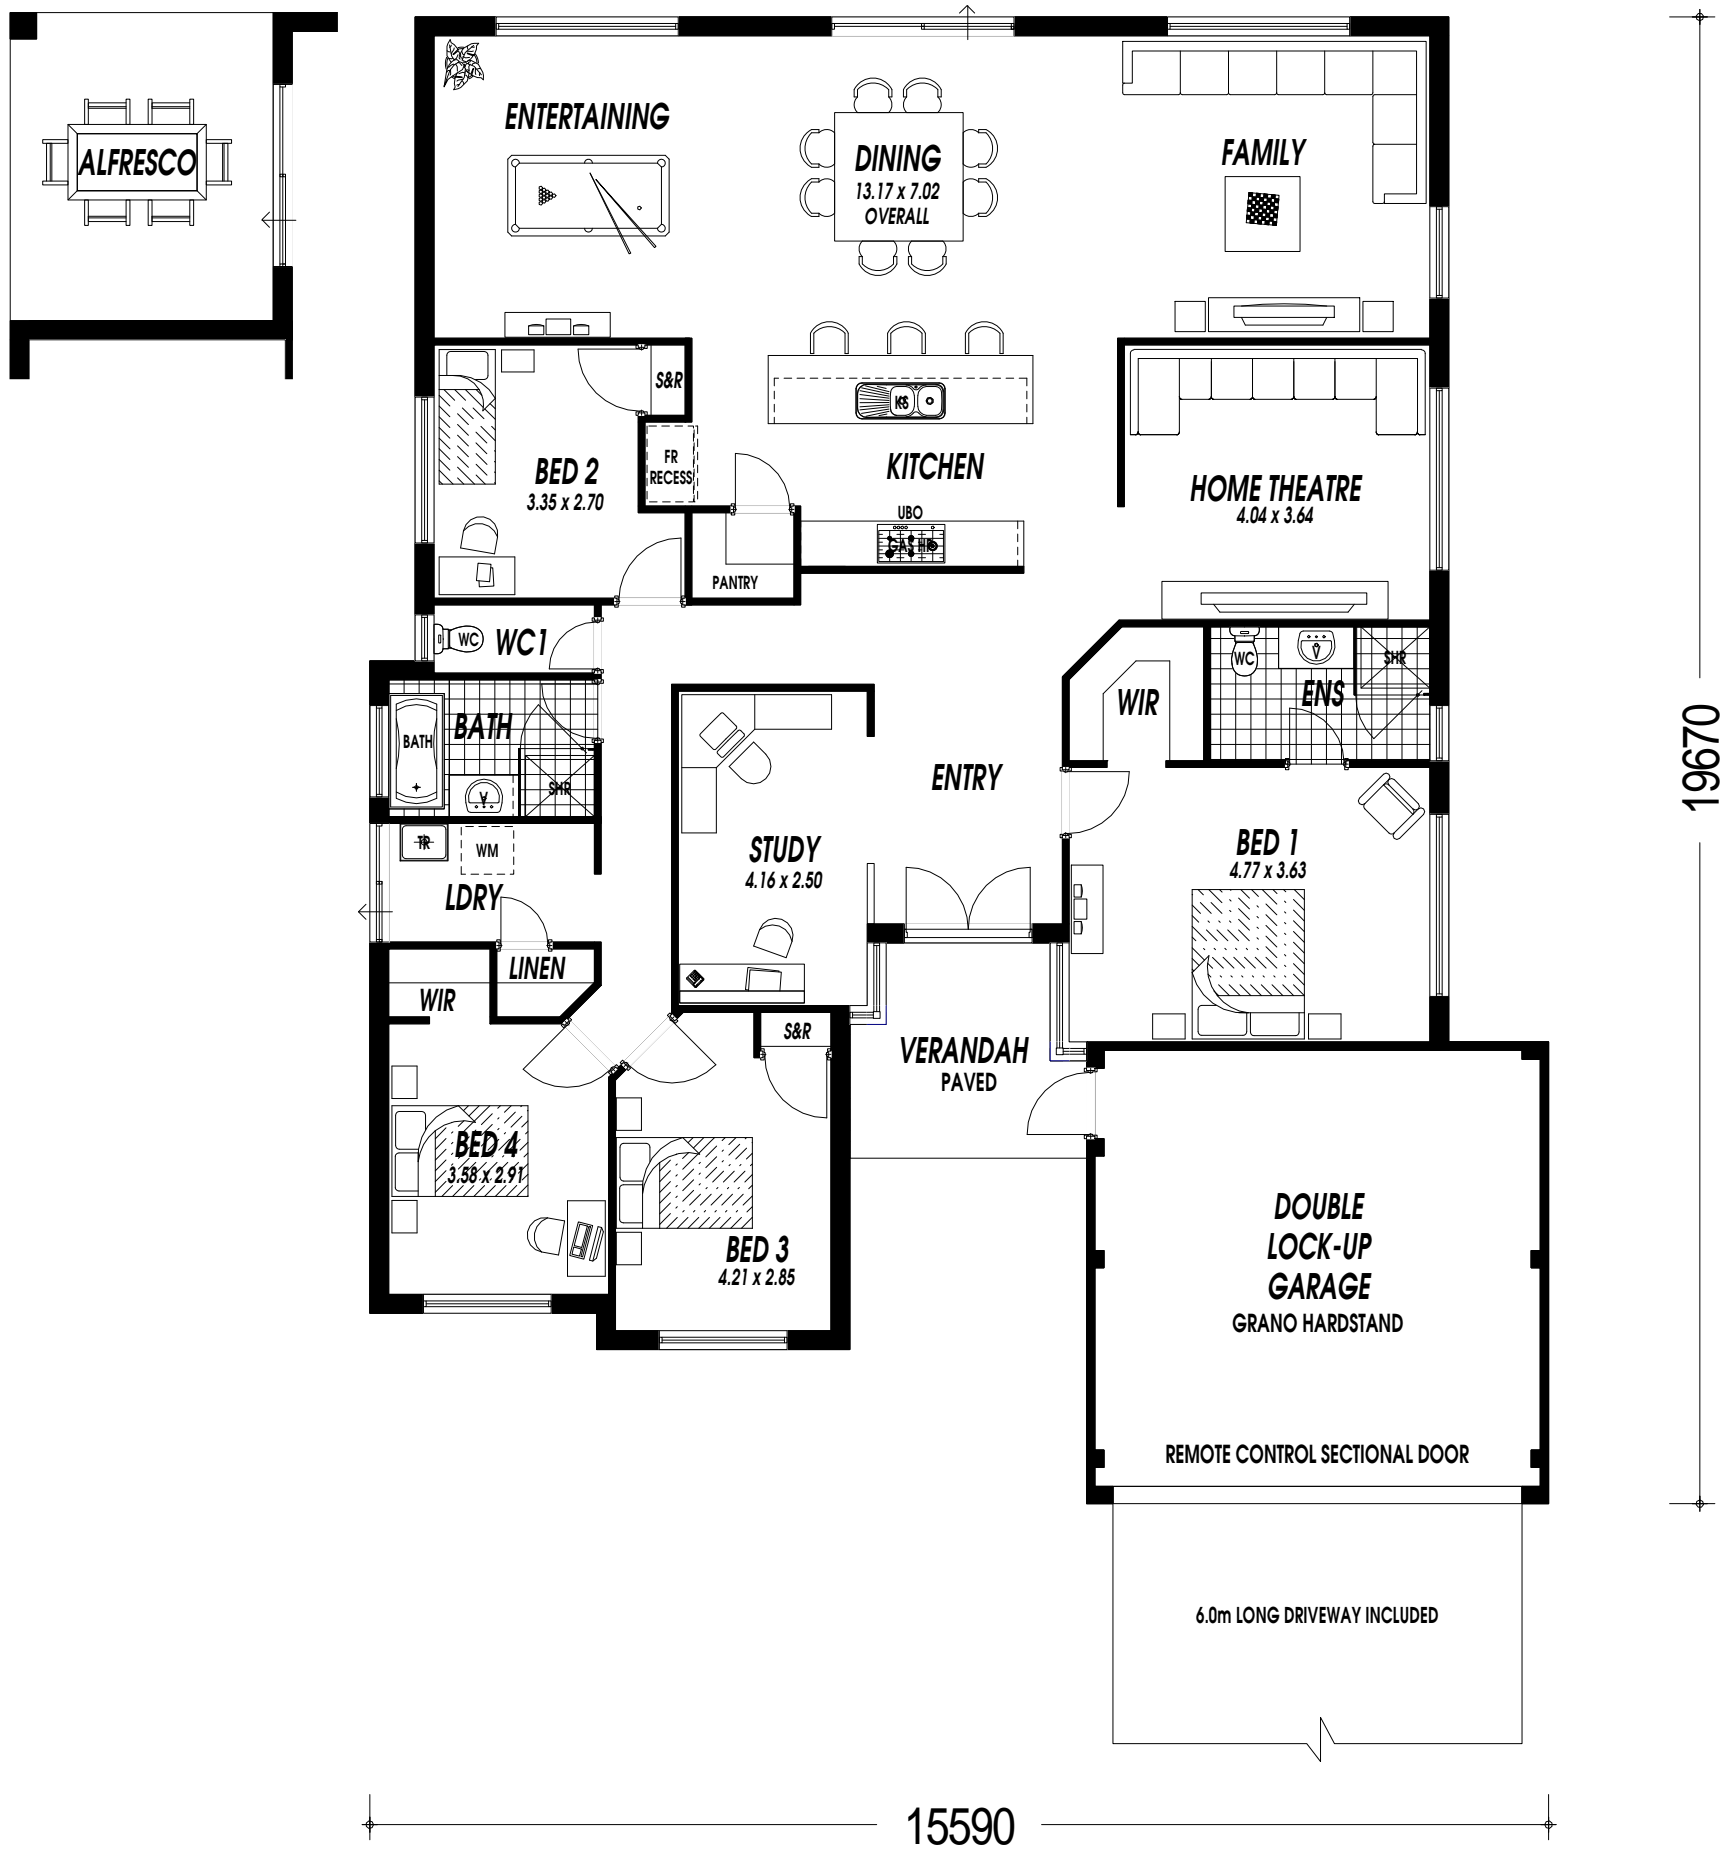 ALFRESCO
ENTERTAINING
DINING
13.17 x 7.02
OVERALL
FAMILY
S&R
BED 2
3.35 x 2.70
FR
RECESS
KS
KITCHEN
UBO
GAS HP
PANTRY
HOME THEATRE
4.04 x 3.64
WC
WC1
BATH
BATH
SHR
V
TR
WM
LDRY
LINEN
WIR
STUDY
4.16 x 2.50
ENTRY
WIR
WC
V
SHR
ENS
BED 1
4.77 x 3.63
S&R
VERANDAH
PAVED
BED 4
3.58 x 2.91
BED 3
4.21 x 2.85
DOUBLE
LOCK-UP
GARAGE
GRANO HARDSTAND
REMOTE CONTROL SECTIONAL DOOR
6.0m LONG DRIVEWAY INCLUDED
19670
15590